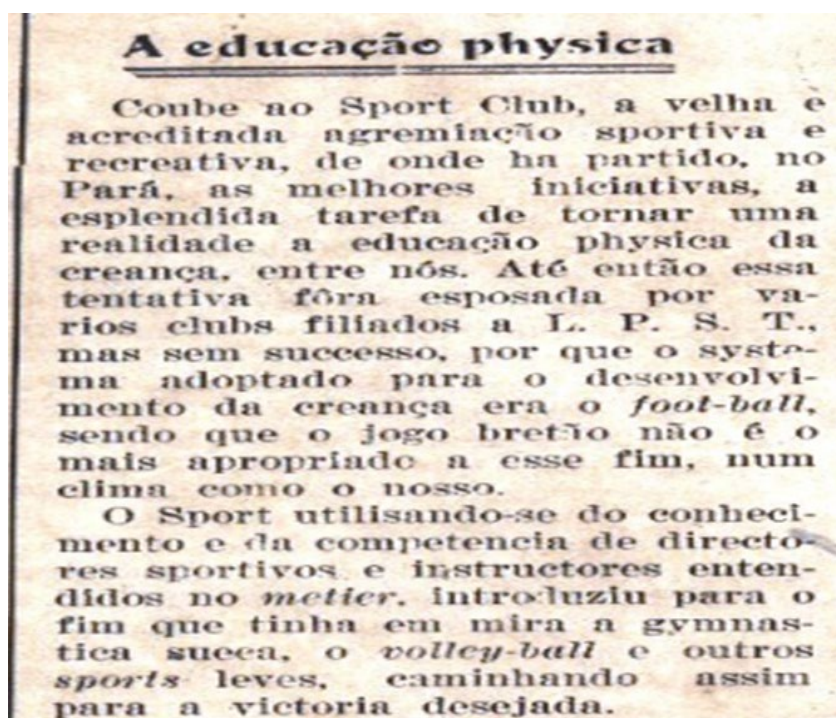 A educação physica
Coube ao Sport Club, a velha e
acreditada agremiação sportiva e
recreativa, de onde ha partido, no
Pará, as melhores iniciativas, a
esplendida tarefa de tornar uma
realidade a educação physica da
creança, entre nós. Até então essa
tentativa fôra esposada por va-
rios clubs filiados a L. P. S. T.,
mas sem successo, por que o syste-
ma adoptado para o desenvolvi-
mento da creança era o foot-ball,
sendo que o jogo bretão não é o
mais apropriado a esse fim, num
clima como o nosso.
O Sport utilisando-se do conheci-
mento e da competencia de directo-
res sportivos e instructores enten-
didos no metier, introduziu para o
fim que tinha em mira a gymnas-
tica sueca, o volley-ball e outros
sports leves, caminhando assim
para a victoria desejada.